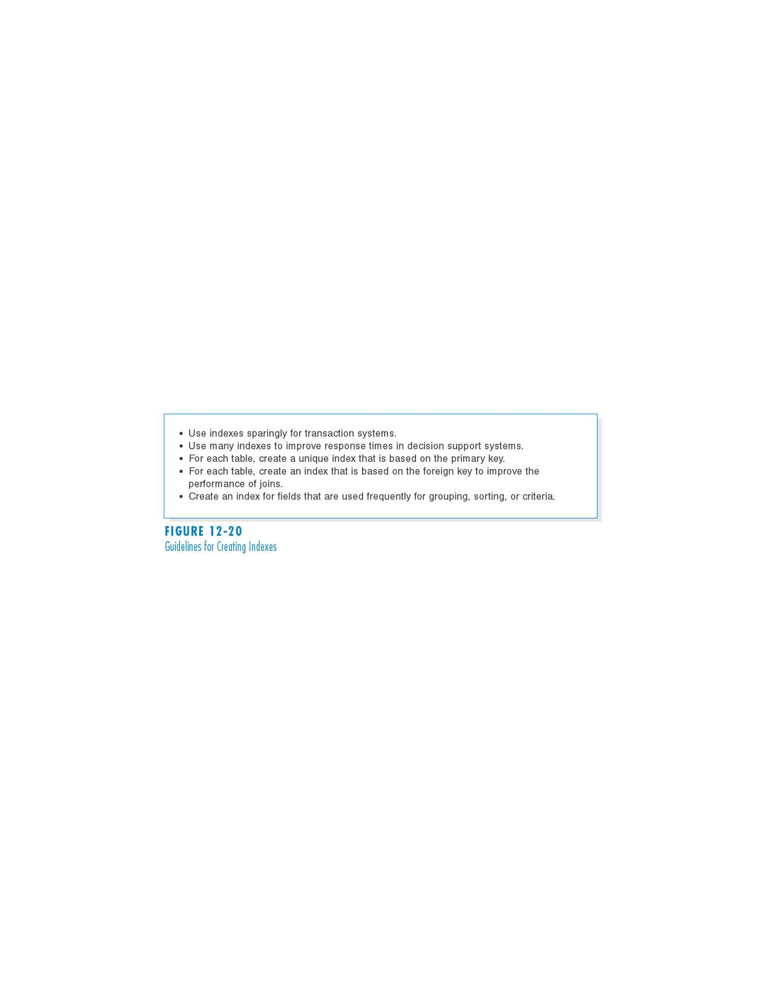 • Use indexes sparingly for transaction systems.
• Use many indexes to improve response times in decision support systems.
• For each table, create a unique index that is based on the primary key.
• For each table, create an index that is based on the foreign key to improve the
performance of joins.
• Create an index for fields that are used frequently for grouping, sorting, or criteria.
FIGURE 12-20
Guidelines for Creating Indexes